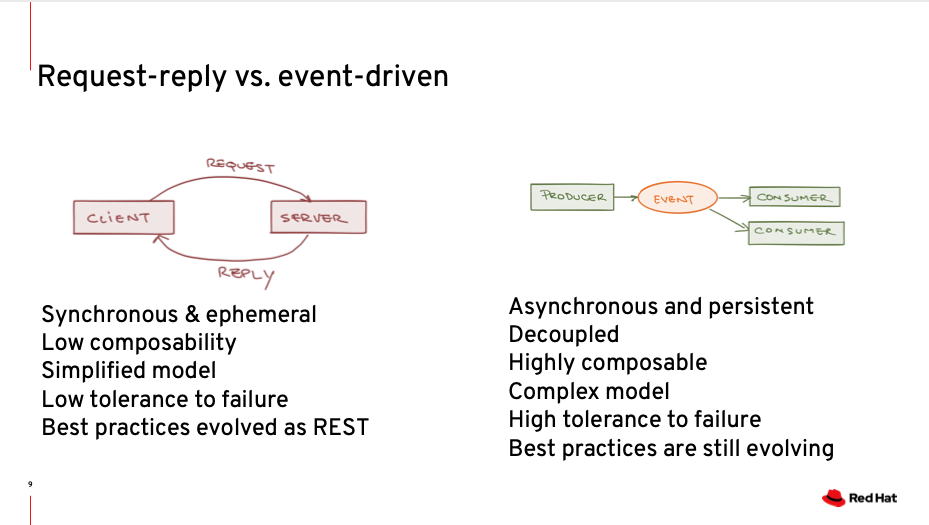 Request-reply vs. event-driven
REQUEST
CLIENT
SERVER
REPLY
Synchronous & ephemeral
Low composability
Simplified model
Low tolerance to failure
Best practices evolved as REST
PRODUCER
EVENT
CONSUMER
CONSUMER
Asynchronous and persistent
Decoupled
Highly composable
Complex model
High tolerance to failure
Best practices are still evolving
9
Red Hat